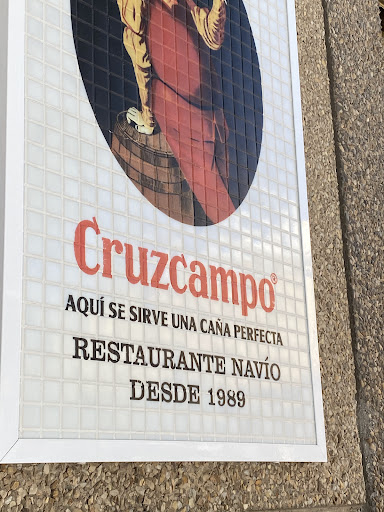 Cruzcampo®
AQUÍ SE SIRVE UNA CAÑA PERFECTA
RESTAURANTE NAVÍO
DESDE 1989